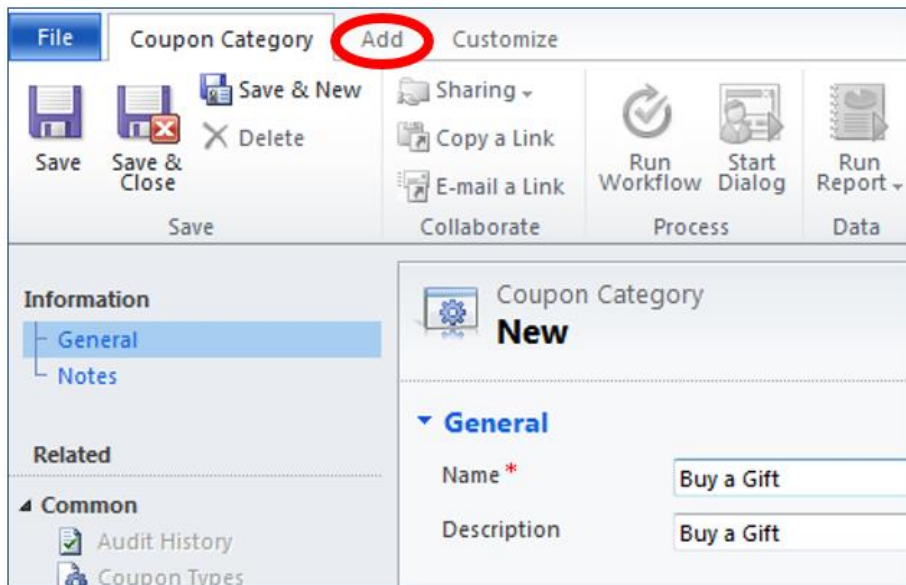 File Coupon Category Add Customize
Save
Save & Close
Save & New
Delete
Save
Sharing
Copy a Link
E-mail a Link
Collaborate
Run Workflow
Start Dialog
Process
Run Report
Data
Information
General
Notes
Related
Common
Audit History
Coupon Types
Coupon Category
New
General
Name * Buy a Gift
Description Buy a Gift